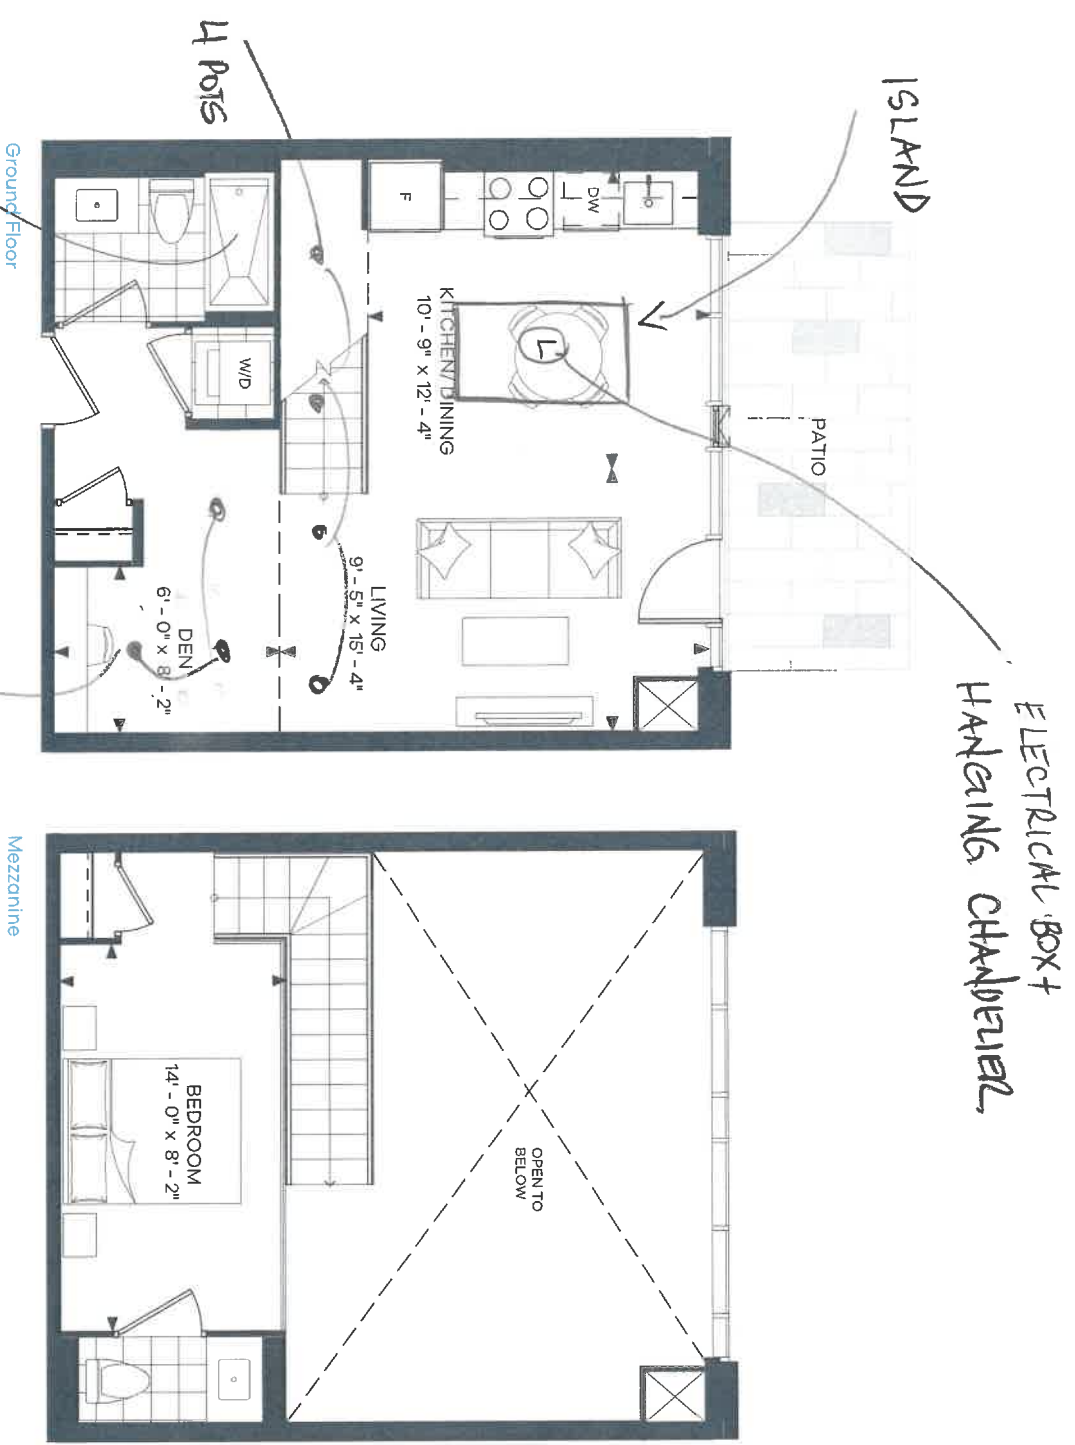 ISLAND
4 POTS
ELECTRICAL BOX +
HANGING CHANDELIER
PATIO
DW
F
KITCHEN/DINING
10' - 9" x 12' - 4"
L
W/D
LIVING
9' - 5" x 15' - 4"
DEN
6' - 0" x 8' - 2"
Ground Floor
OPEN TO
BELOW
BEDROOM
14' - 0" x 8' - 2"
Mezzanine